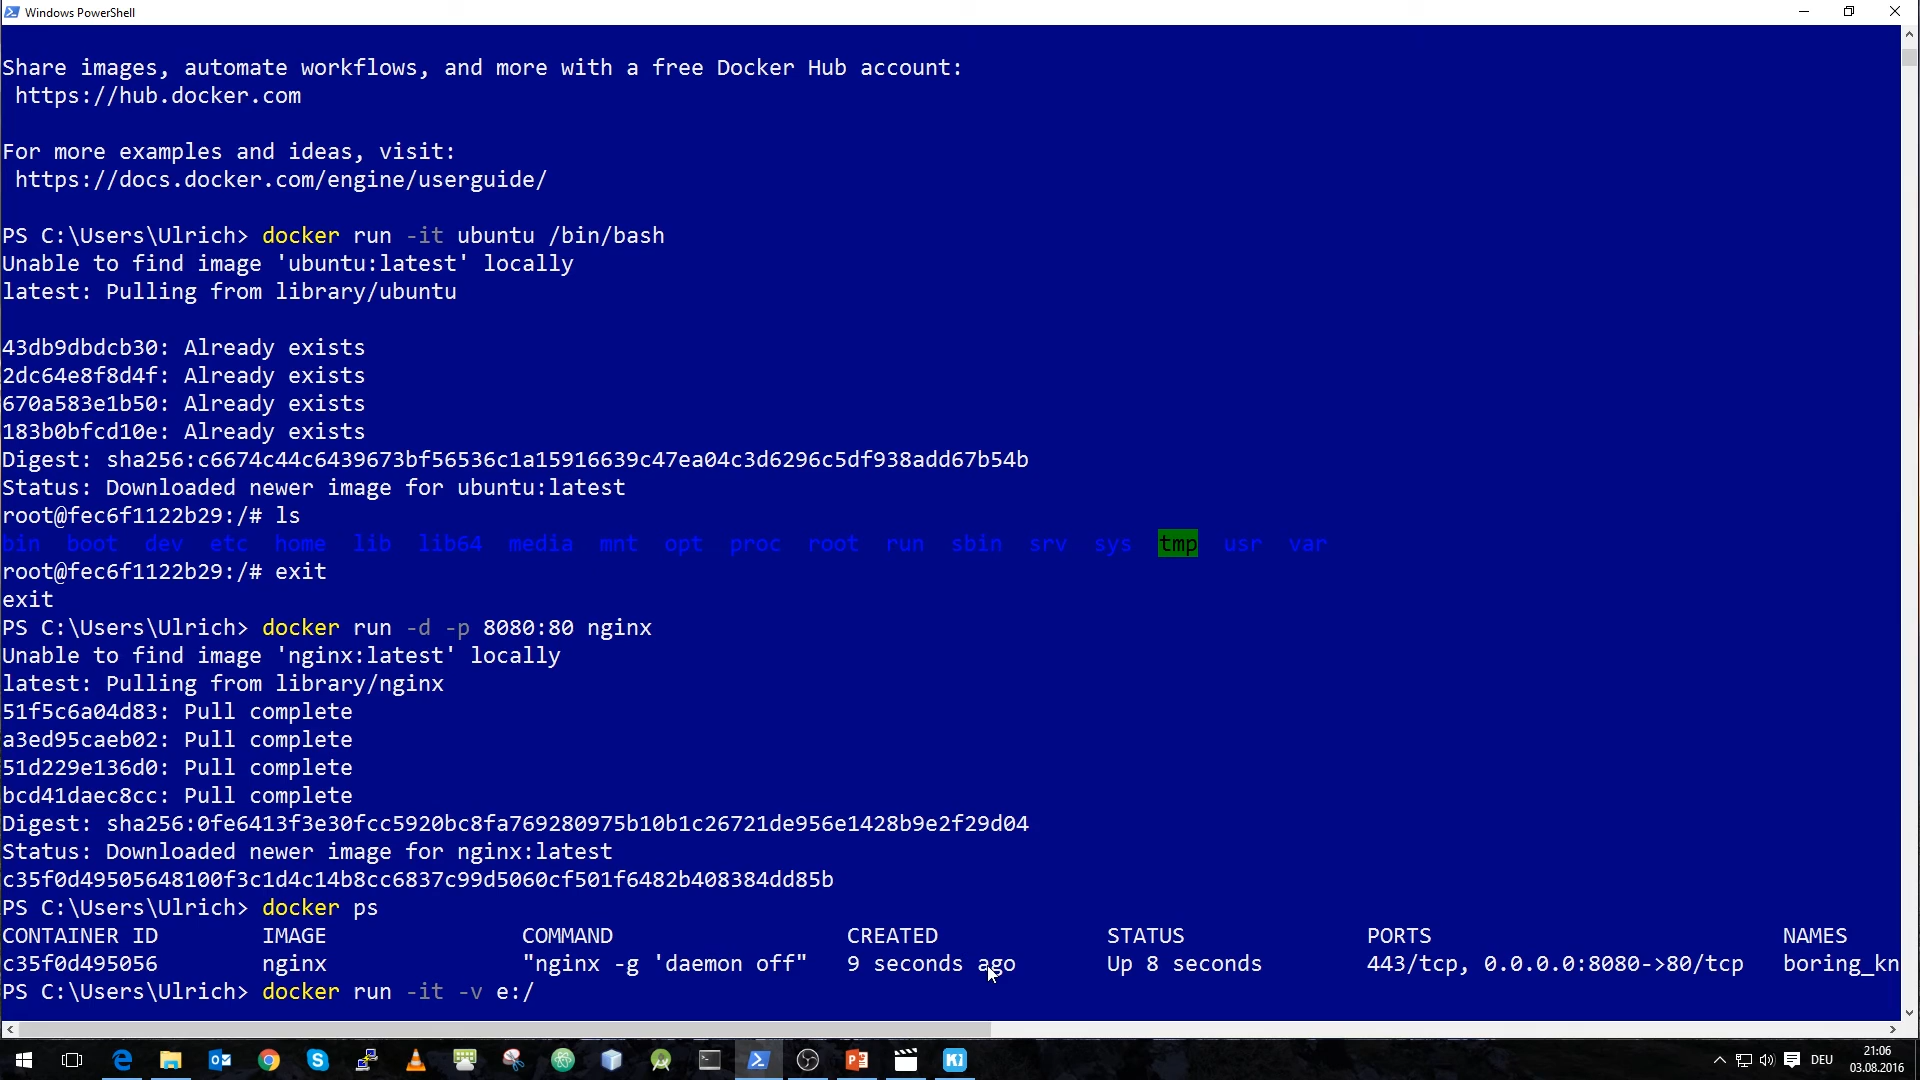 Windows PowerShell
Share images, automate workflows, and more with a free Docker Hub account:
https://hub.docker.com
For more examples and ideas, visit:
https://docs.docker.com/engine/userguide/
PS C:\Users\Ulrich> docker run -it ubuntu /bin/bash
Unable to find image 'ubuntu:latest' locally
latest: Pulling from library/ubuntu
43db9dbdcb30: Already exists
2dc64e8f8d4f: Already exists
670a583e1b50: Already exists
183b0bfcd10e: Already exists
Digest: sha256:c6674c44c6439673bf56536c1a15916639c47ea04c3d6296c5df938add67b54b
Status: Downloaded newer image for ubuntu:latest
root@fec6f1122b29:/# ls
bin boot dev etc home lib lib64 media mnt opt proc root run sbin srv sys tmp usr var
root@fec6f1122b29:/# exit
exit
PS C:\Users\Ulrich> docker run -d -p 8080:80 nginx
Unable to find image 'nginx:latest' locally
latest: Pulling from library/nginx
51f5c6a04d83: Pull complete
a3ed95caeb02: Pull complete
51d229e136d0: Pull complete
bcd41daec8cc: Pull complete
Digest: sha256:0fe6413f3e30fcc5920bc8fa769280975b10b1c26721de956e1428b9e2f29d04
Status: Downloaded newer image for nginx:latest
c35f0d49505648100f3c1d4c14b8cc6837c99d5060cf501f6482b408384dd85b
PS C:\Users\Ulrich> docker ps
CONTAINER ID IMAGE COMMAND CREATED STATUS PORTS NAMES
c35f0d495056 nginx "nginx -g 'daemon off" 9 seconds ago Up 8 seconds 443/tcp, 0.0.0.0:8080->80/tcp boring_kn
PS C:\Users\Ulrich> docker run -it -v e:/
DEU
21:06
03.08.2016